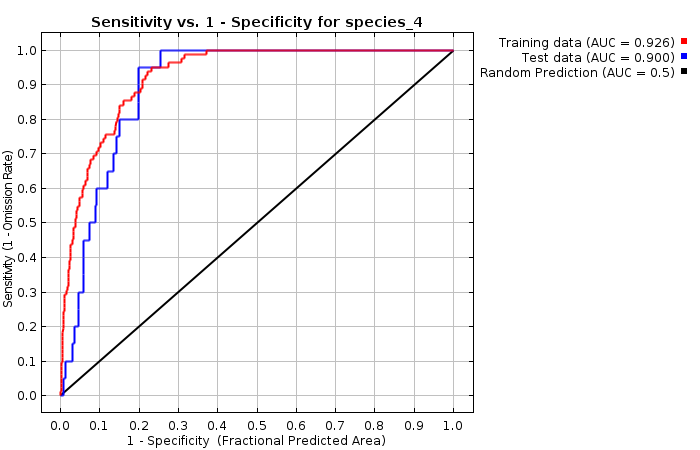 Sensitivity vs. 1 - Specificity for species_4
Training data (AUC = 0.926)
Test data (AUC = 0.900)
Random Prediction (AUC = 0.5)
Sensitivity (1 - Omission Rate)
1.0
0.9
0.8
0.7
0.6
0.5
0.4
0.3
0.2
0.1
0.0
0.0 0.1 0.2 0.3 0.4 0.5 0.6 0.7 0.8 0.9 1.0
1 - Specificity (Fractional Predicted Area)